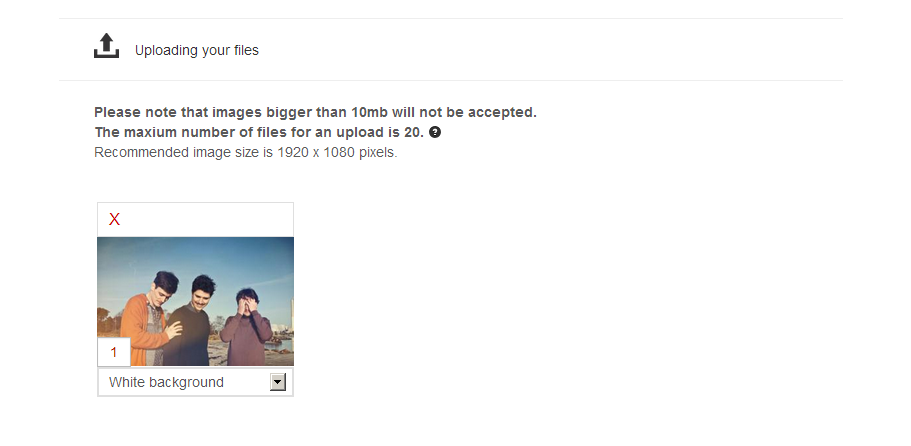 Uploading your files
Please note that images bigger than 10mb will not be accepted.
The maxium number of files for an upload is 20. ?
Recommended image size is 1920 x 1080 pixels.
X
1
White background